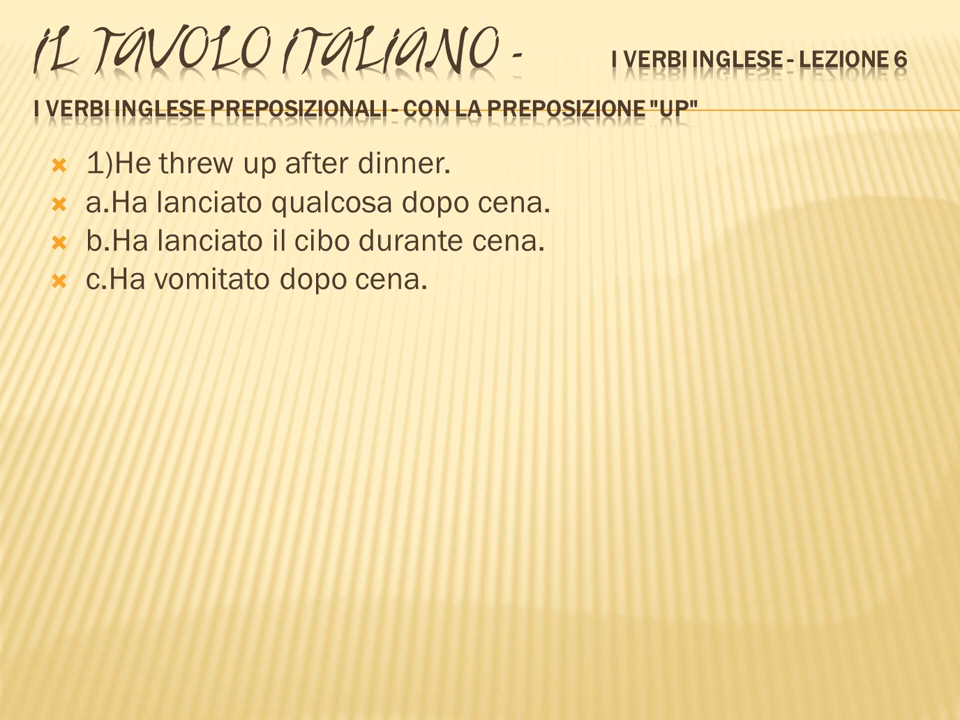 IL TAVOLO ITALIANO - I VERBI INGLESE - LEZIONE 6
I VERBI INGLESE PREPOSIZIONALI - CON LA PREPOSIZIONE "UP"
1)He threw up after dinner.
a.Ha lanciato qualcosa dopo cena.
b.Ha lanciato il cibo durante cena.
c.Ha vomitato dopo cena.